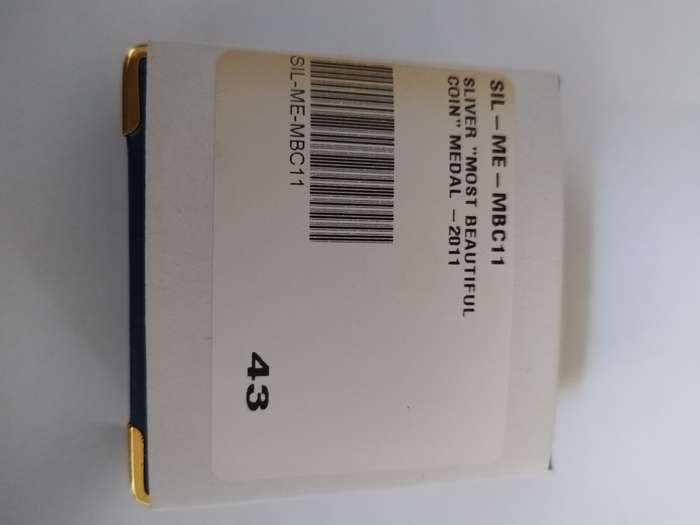 SIL-ME-MBC11
SLIVER "MOST BEAUTIFUL
COIN" MEDAL -2011
SIL-ME-MBC11
43